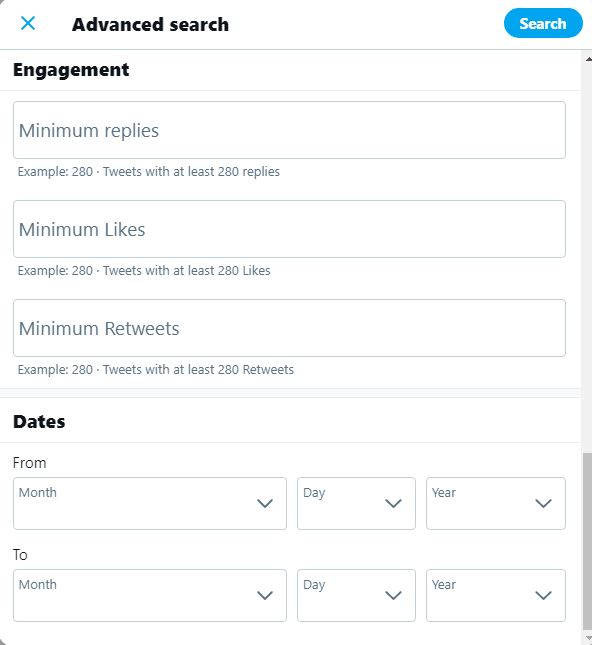 Advanced search
Search
Engagement
Minimum replies
Example: 280 · Tweets with at least 280 replies
Minimum Likes
Example: 280 · Tweets with at least 280 Likes
Minimum Retweets
Example: 280 · Tweets with at least 280 Retweets
Dates
From
Month Day Year
To
Month Day Year